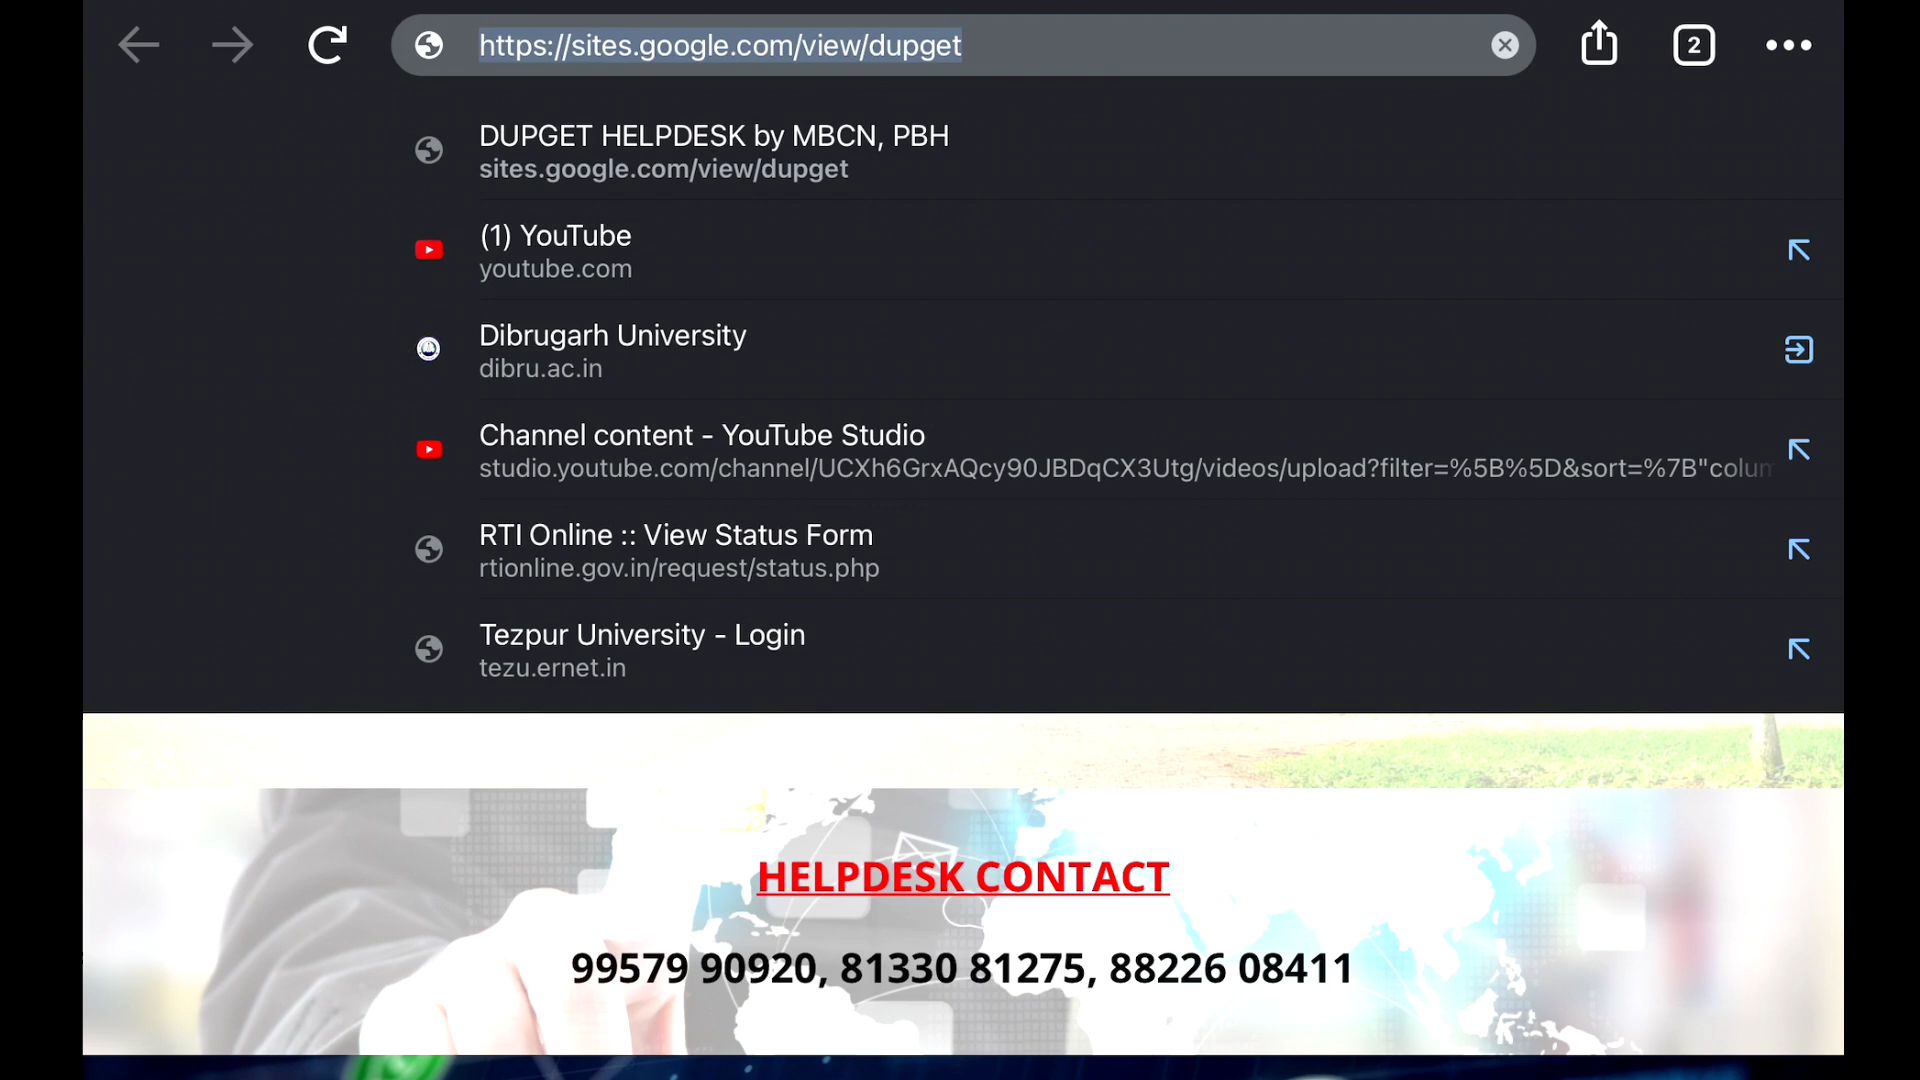 https://sites.google.com/view/dupget
2
DUPGET HELPDESK by MBCN, PBH
sites.google.com/view/dupget
(1) YouTube
youtube.com
Dibrugarh University
dibru.ac.in
Channel content - YouTube Studio
studio.youtube.com/channel/UCXh6GrxAQcy90JBDqCX3Utg/videos/upload?filter=%5B%5D&sort=%7B"colum
RTI Online :: View Status Form
rtionline.gov.in/request/status.php
Tezpur University - Login
tezu.ernet.in
HELPDESK CONTACT
99579 90920, 81330 81275, 88226 08411